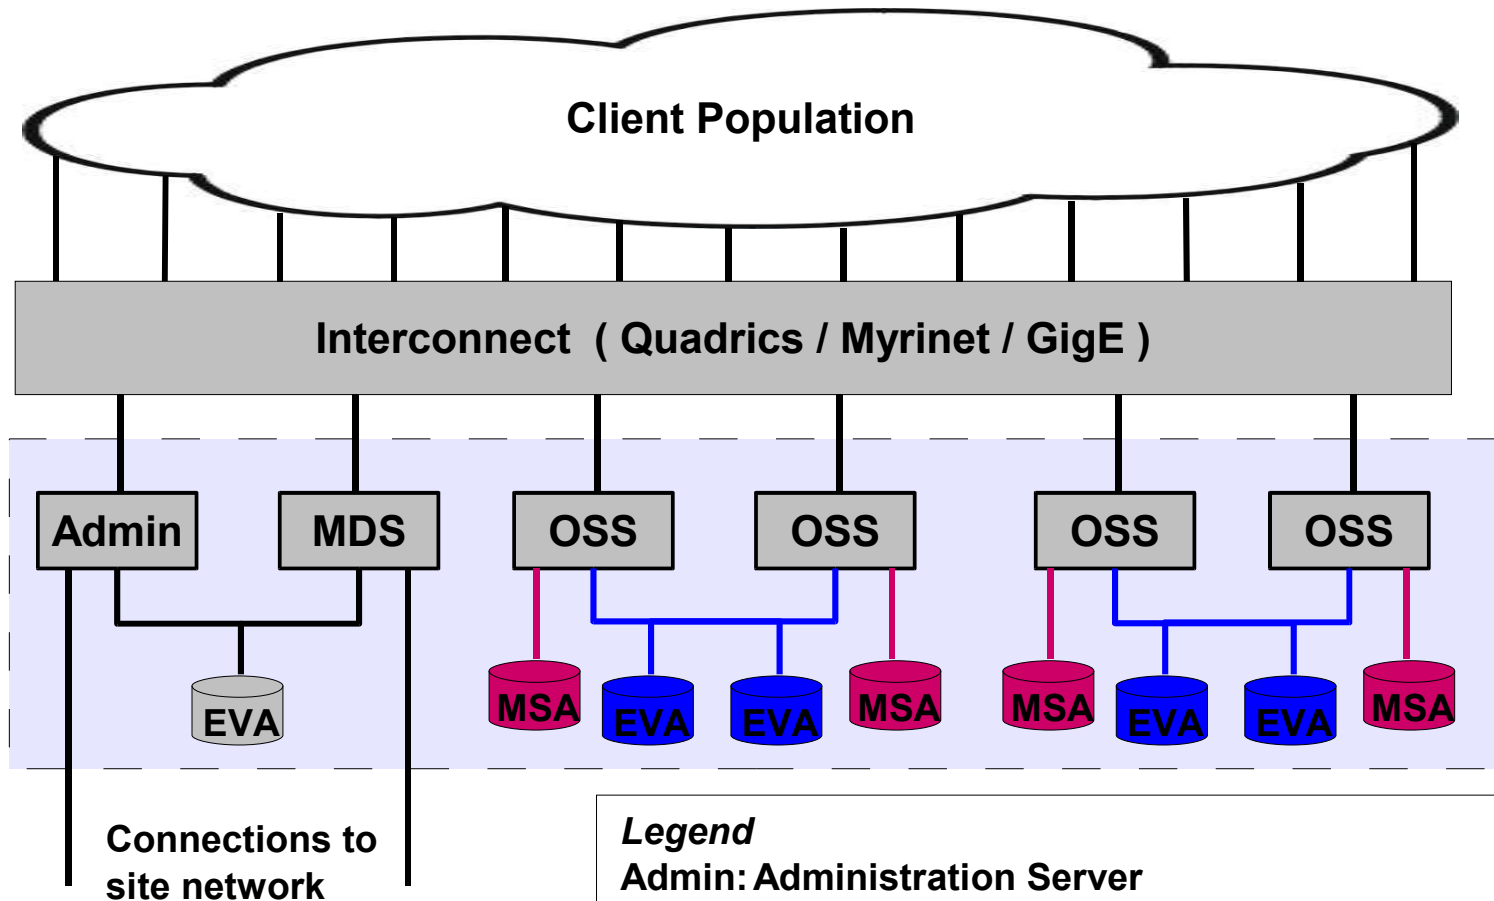 Client Population
Interconnect ( Quadrics / Myrinet / GigE )
Admin
MDS
OSS
OSS
OSS
OSS
EVA
MSA
EVA
EVA
MSA
MSA
EVA
EVA
MSA
Connections to
site network
Legend
Admin: Administration Server